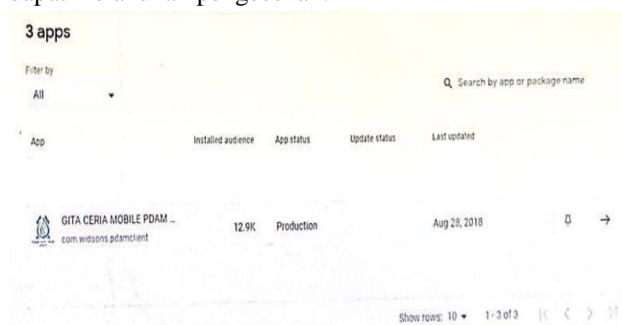 3 apps
Filter by
All
Search by app or package name
App Installed audience App status Update status Last updated
GITA CERIA MOBILE PDAM ... 12.9K Production Aug 28, 2018
com.widsons.pdamclient
Show rows: 10 1-3 of 3